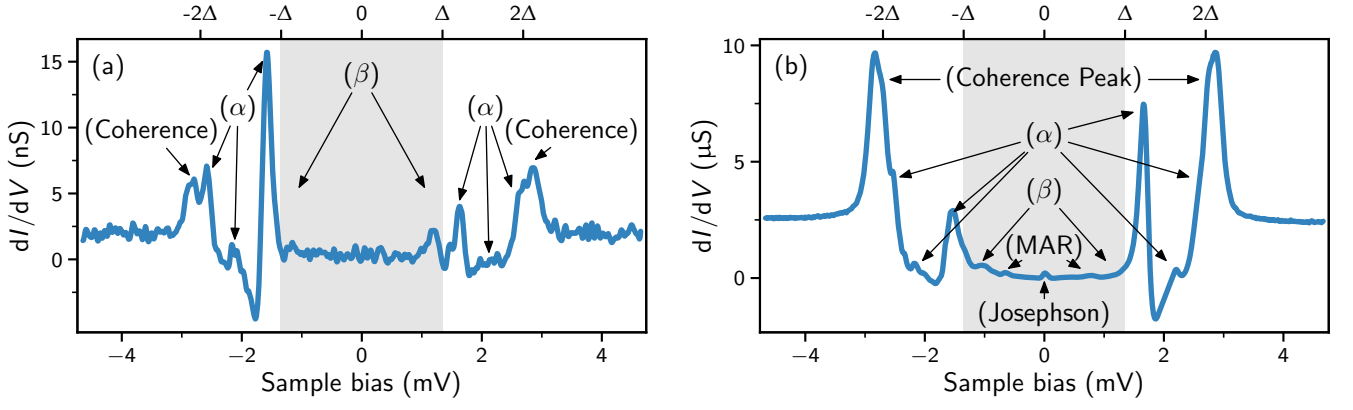 -2Δ -Δ 0 Δ 2Δ
(a)
(β)
(α)
(α)
(Coherence)
(Coherence)
15
10
5
0
dI/dV (nS)
−4 −2 0 2 4
Sample bias (mV)
-2Δ -Δ 0 Δ 2Δ
(b)
(Coherence Peak)
(α)
(β)
(MAR)
(Josephson)
10
5
0
dI/dV (µS)
−4 −2 0 2 4
Sample bias (mV)